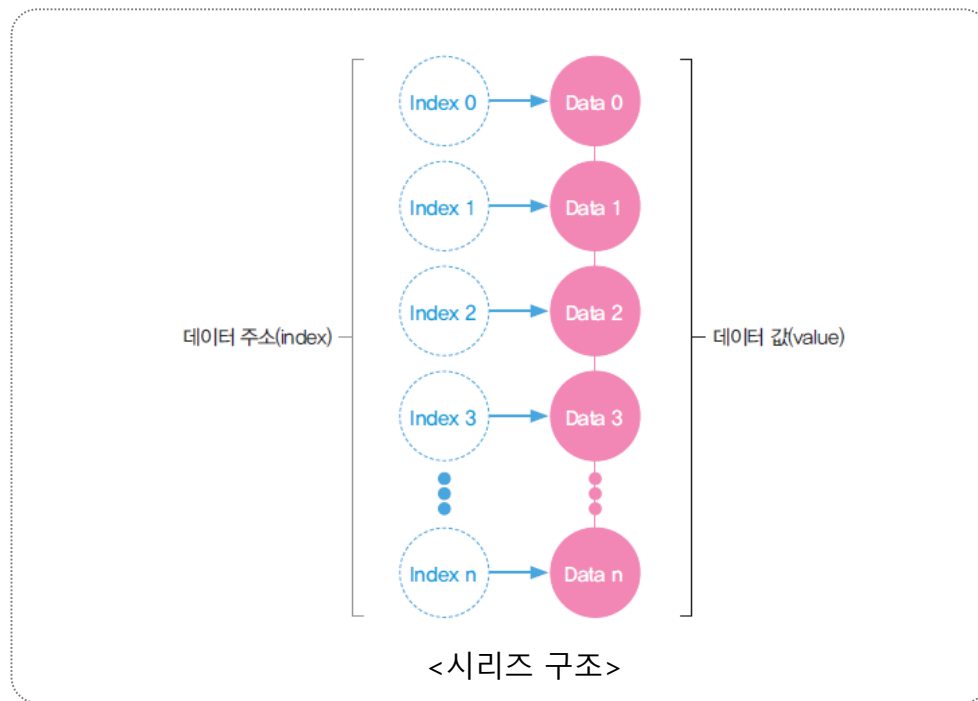 Index 0 Data 0
Index 1 Data 1
Index 2 Data 2
데이터 주소(index) 데이터 값(value)
Index 3 Data 3
Index n Data n
<시리즈 구조>